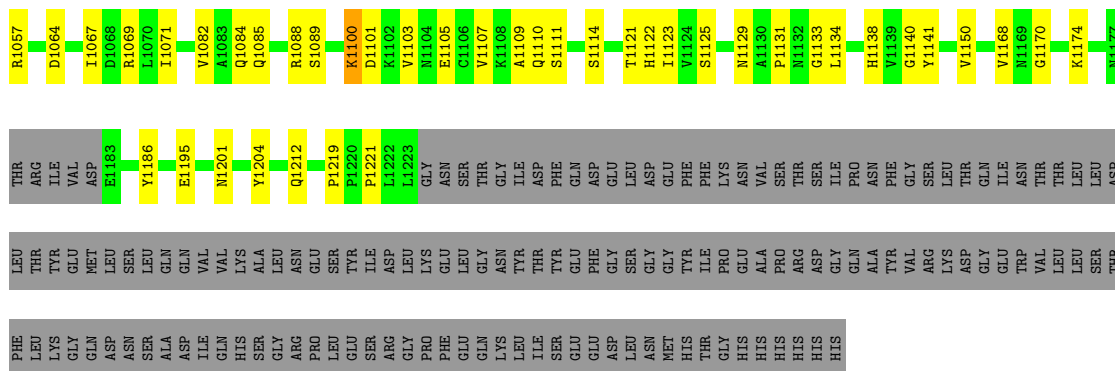 R1057 D1064 I1067 D1068 R1069 L1070 I1071 V1082 A1083 Q1084 Q1085 R1088 S1089 K1100 D1101 K1102 V1103 N1104 E1105 C1106 V1107 K1108 A1109 Q1110 S1111 S1114 T1121 H1122 I1123 V1124 S1125 N1129 A1130 P1131 N1132 G1133 L1134 H1138 V1139 G1140 Y1141 V1150 V1168 N1169 G1170 K1174 N1177
THR ARG ILE VAL ASP E1183 Y1186 E1195 N1201 Y1204 Q1212 P1219 P1220 P1221 L1222 L1223 GLY ASN SER THR GLY ILE ASP PHE GLN ASP GLU LEU ASP GLU PHE PHE LYS ASN VAL SER THR SER ILE PRO ASN PHE GLY SER LEU THR GLN ILE ASN THR THR LEU LEU ASP
LEU THR TYR GLU MET LEU SER LEU GLN GLN VAL VAL LYS ALA LEU ASN GLU SER TYR ILE ASP LEU LYS GLU LEU GLY ASN TYR THR TYR GLU PHE GLY SER GLY GLY TYR ILE PRO GLU ALA PRO ARG ASP GLY GLN ALA TYR VAL ARG LYS ASP GLY GLU TRP VAL LEU LEU SER THR
PHE LEU LYS GLY GLN ASP ASN SER ALA ASP ILE GLN HIS SER GLY ARG PRO LEU GLU SER ARG GLY PRO PHE GLU GLN LYS LEU ILE SER GLU GLU ASP LEU ASN MET HIS THR GLY HIS HIS HIS HIS HIS HIS